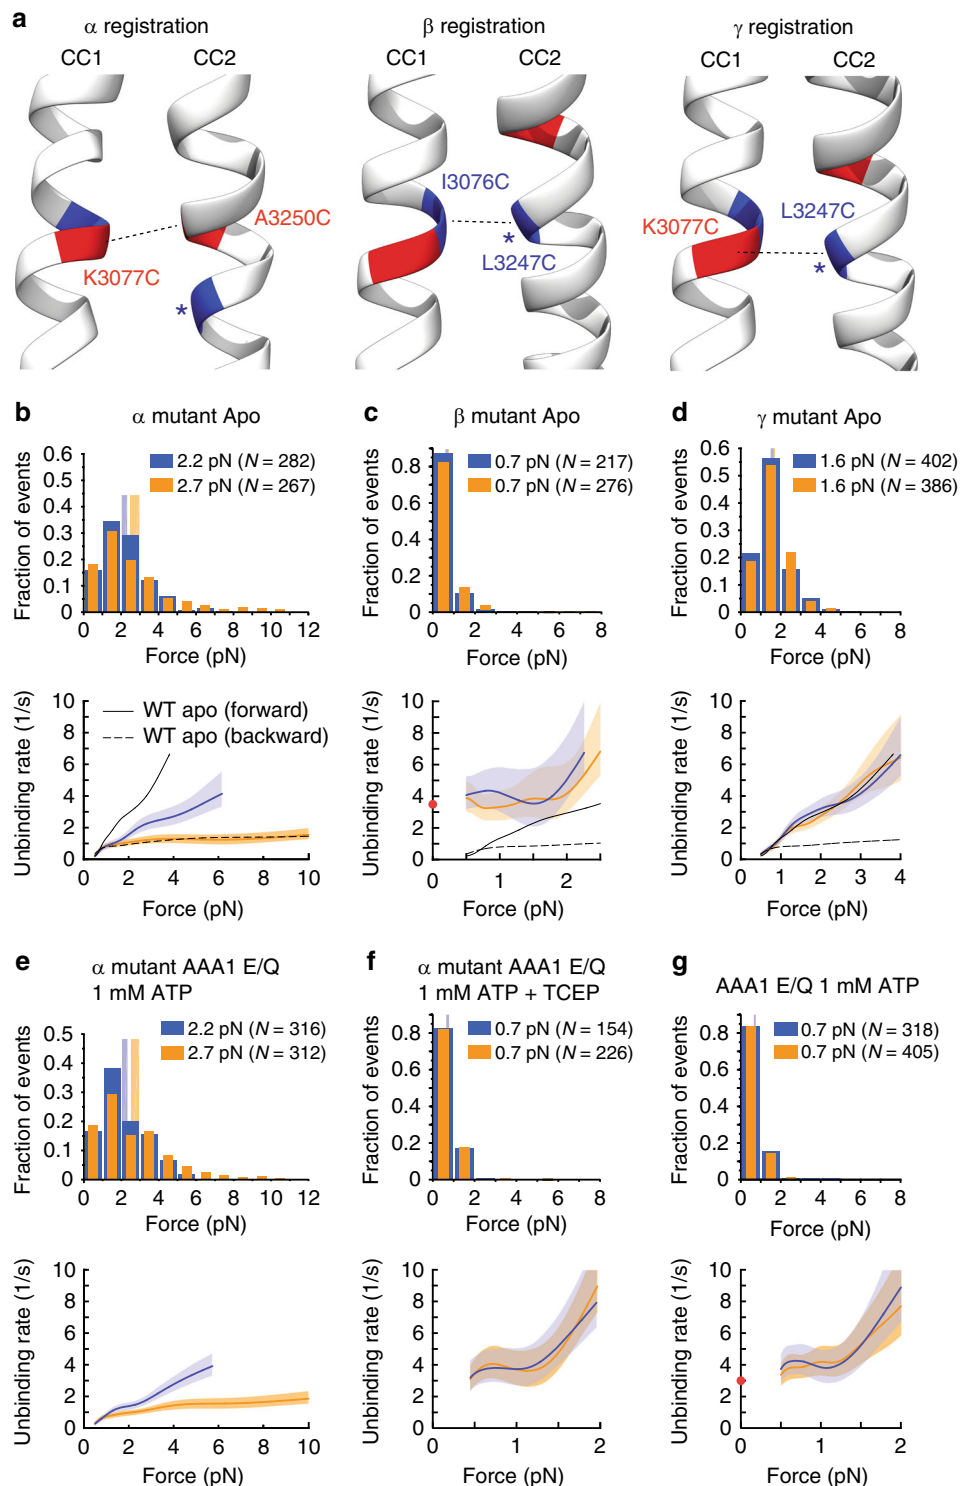 a
α registration
β registration
γ registration
CC1 CC2
CC1 CC2
CC1 CC2
A3250C
K3077C
*
I3076C
*
L3247C
K3077C
L3247C
*
b α mutant Apo
Fraction of events
0.6
0.5
0.4
0.3
0.2
0.1
0
2.2 pN (N = 282)
2.7 pN (N = 267)
0 2 4 6 8 10 12
Force (pN)
c β mutant Apo
Fraction of events
0.8
0.6
0.4
0.2
0
0.7 pN (N = 217)
0.7 pN (N = 276)
0 2 4 6 8
Force (pN)
d γ mutant Apo
Fraction of events
0.6
0.5
0.4
0.3
0.2
0.1
0
1.6 pN (N = 402)
1.6 pN (N = 386)
0 2 4 6 8
Force (pN)
Unbinding rate (1/s)
10
8
6
4
2
0
WT apo (forward)
WT apo (backward)
0 2 4 6 8 10
Force (pN)
Unbinding rate (1/s)
10
8
6
4
2
0
0 1 2
Force (pN)
Unbinding rate (1/s)
10
8
6
4
2
0
0 1 2 3 4
Force (pN)
e α mutant AAA1 E/Q
1 mM ATP
Fraction of events
0.5
0.4
0.3
0.2
0.1
0
2.2 pN (N = 316)
2.7 pN (N = 312)
0 2 4 6 8 10 12
Force (pN)
f α mutant AAA1 E/Q
1 mM ATP + TCEP
Fraction of events
0.8
0.6
0.4
0.2
0
0.7 pN (N = 154)
0.7 pN (N = 226)
0 2 4 6 8
Force (pN)
g AAA1 E/Q 1 mM ATP
Fraction of events
0.8
0.6
0.4
0.2
0
0.7 pN (N = 318)
0.7 pN (N = 405)
0 2 4 6 8
Force (pN)
Unbinding rate (1/s)
10
8
6
4
2
0
0 2 4 6 8 10
Force (pN)
Unbinding rate (1/s)
10
8
6
4
2
0
0 1 2
Force (pN)
Unbinding rate (1/s)
10
8
6
4
2
0
0 1 2
Force (pN)